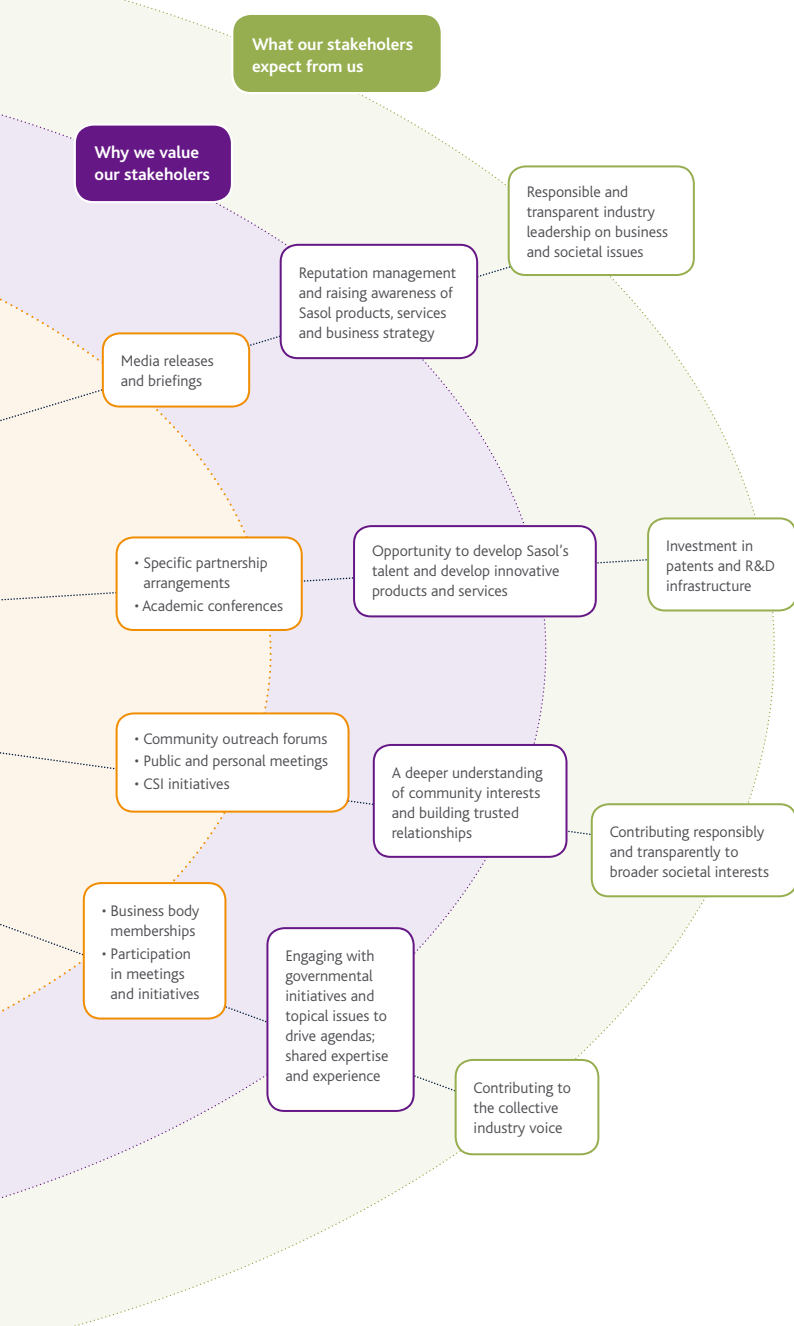 What our stakeholders
expect from us
Why we value
our stakeholders
Responsible and
transparent industry
leadership on business
and societal issues
Reputation management
and raising awareness of
Sasol products, services
and business strategy
Media releases
and briefings
• Specific partnership
arrangements
• Academic conferences
Opportunity to develop Sasol's
talent and develop innovative
products and services
Investment in
patents and R&D
infrastructure
• Community outreach forums
• Public and personal meetings
• CSI initiatives
A deeper understanding
of community interests
and building trusted
relationships
Contributing responsibly
and transparently to
broader societal interests
• Business body
memberships
• Participation
in meetings
and initiatives
Engaging with
governmental
initiatives and
topical issues to
drive agendas;
shared expertise
and experience
Contributing to
the collective
industry voice